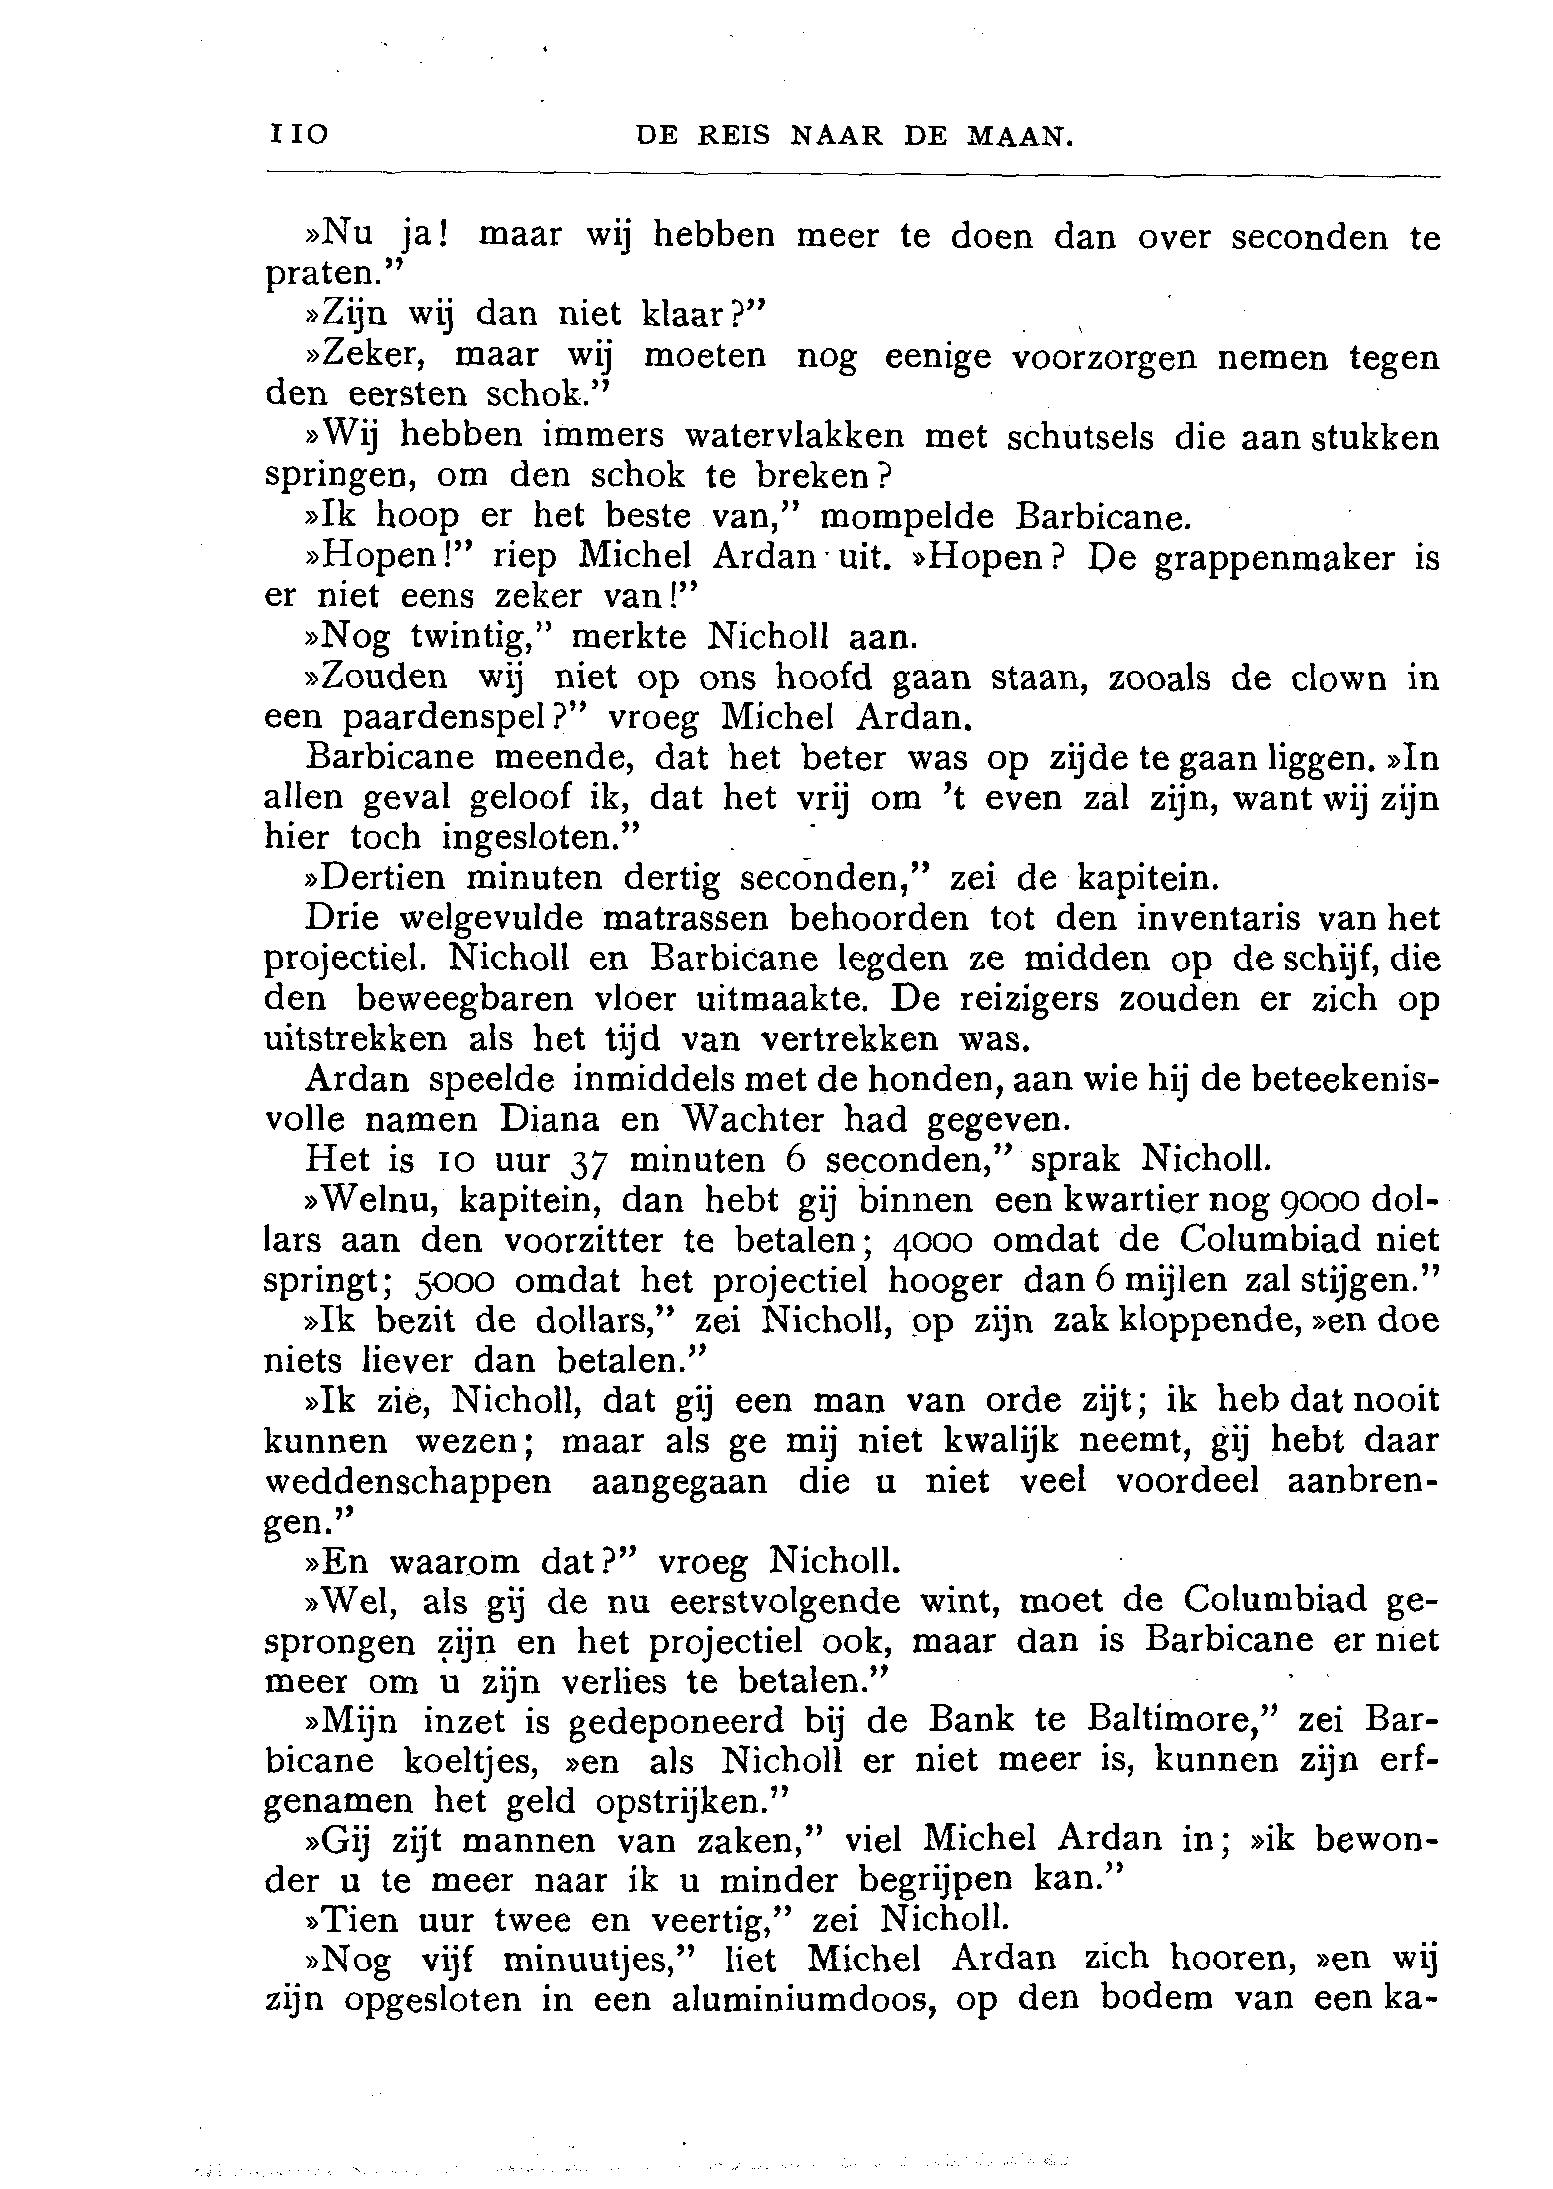 110 DE REIS NAAR DE MAAN.
»Nu ja! maar wij hebben meer te doen dan over seconden te
praten.”
»Zijn wij dan niet klaar?”
»Zeker, maar wij moeten nog eenige voorzorgen nemen tegen
den eersten schok.”
»Wij hebben immers watervlakken met schutsels die aan stukken
springen, om den schok te breken?
»Ik hoop er het beste van,” mompelde Barbicane.
»Hopen!” riep Michel Ardan uit. »Hopen? De grappenmaker is
er niet eens zeker van!”
»Nog twintig,” merkte Nicholl aan.
»Zouden wij niet op ons hoofd gaan staan, zooals de clown in
een paardenspel?” vroeg Michel Ardan.
Barbicane meende, dat het beter was op zijde te gaan liggen. »In
allen geval geloof ik, dat het vrij om ’t even zal zijn, want wij zijn
hier toch ingesloten.”
»Dertien minuten dertig seconden,” zei de kapitein.
Drie welgevulde matrassen behoorden tot den inventaris van het
projectiel. Nicholl en Barbicane legden ze midden op de schijf, die
den beweegbaren vloer uitmaakte. De reizigers zouden er zich op
uitstrekken als het tijd van vertrekken was.
Ardan speelde inmiddels met de honden, aan wie hij de beteekenis-
volle namen Diana en Wachter had gegeven.
Het is 10 uur 37 minuten 6 seconden,” sprak Nicholl.
»Welnu, kapitein, dan hebt gij binnen een kwartier nog 9000 dol-
lars aan den voorzitter te betalen; 4000 omdat de Columbiad niet
springt; 5000 omdat het projectiel hooger dan 6 mijlen zal stijgen.”
»Ik bezit de dollars,” zei Nicholl, op zijn zak kloppende, »en doe
niets liever dan betalen.”
»Ik zie, Nicholl, dat gij een man van orde zijt; ik heb dat nooit
kunnen wezen; maar als ge mij niet kwalijk neemt, gij hebt daar
weddenschappen aangegaan die u niet veel voordeel aanbren-
gen.”
»En waarom dat?” vroeg Nicholl.
»Wel, als gij de nu eerstvolgende wint, moet de Columbiad ge-
sprongen zijn en het projectiel ook, maar dan is Barbicane er niet
meer om u zijn verlies te betalen.”
»Mijn inzet is gedeponeerd bij de Bank te Baltimore,” zei Bar-
bicane koeltjes, »en als Nicholl er niet meer is, kunnen zijn erf-
genamen het geld opstrijken.”
»Gij zijt mannen van zaken,” viel Michel Ardan in; »ik bewon-
der u te meer naar ik u minder begrijpen kan.”
»Tien uur twee en veertig,” zei Nicholl.
»Nog vijf minuutjes,” liet Michel Ardan zich hooren, »en wij
zijn opgesloten in een aluminiumdoos, op den bodem van een ka-